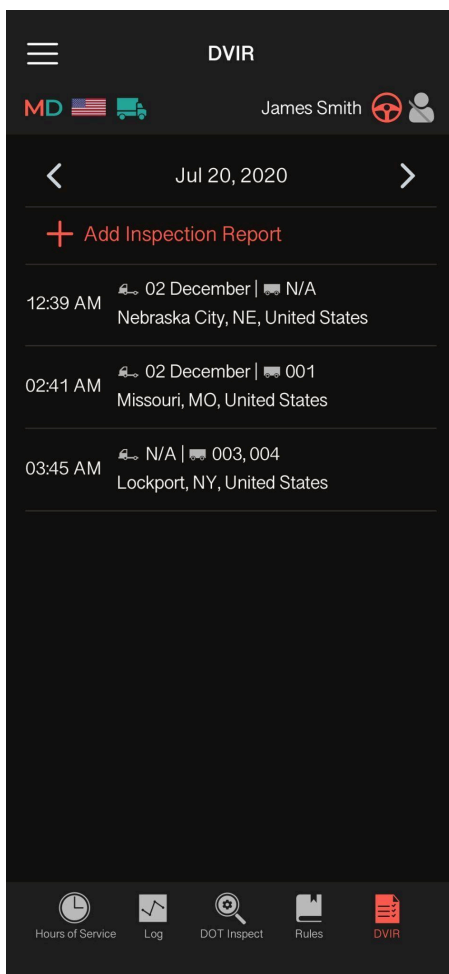 DVIR
MD James Smith
Jul 20, 2020
Add Inspection Report
12:39 AM
02 December | N/A
Nebraska City, NE, United States
02:41 AM
02 December | 001
Missouri, MO, United States
03:45 AM
N/A | 003, 004
Lockport, NY, United States
Hours of Service Log DOT Inspect Rules DVIR